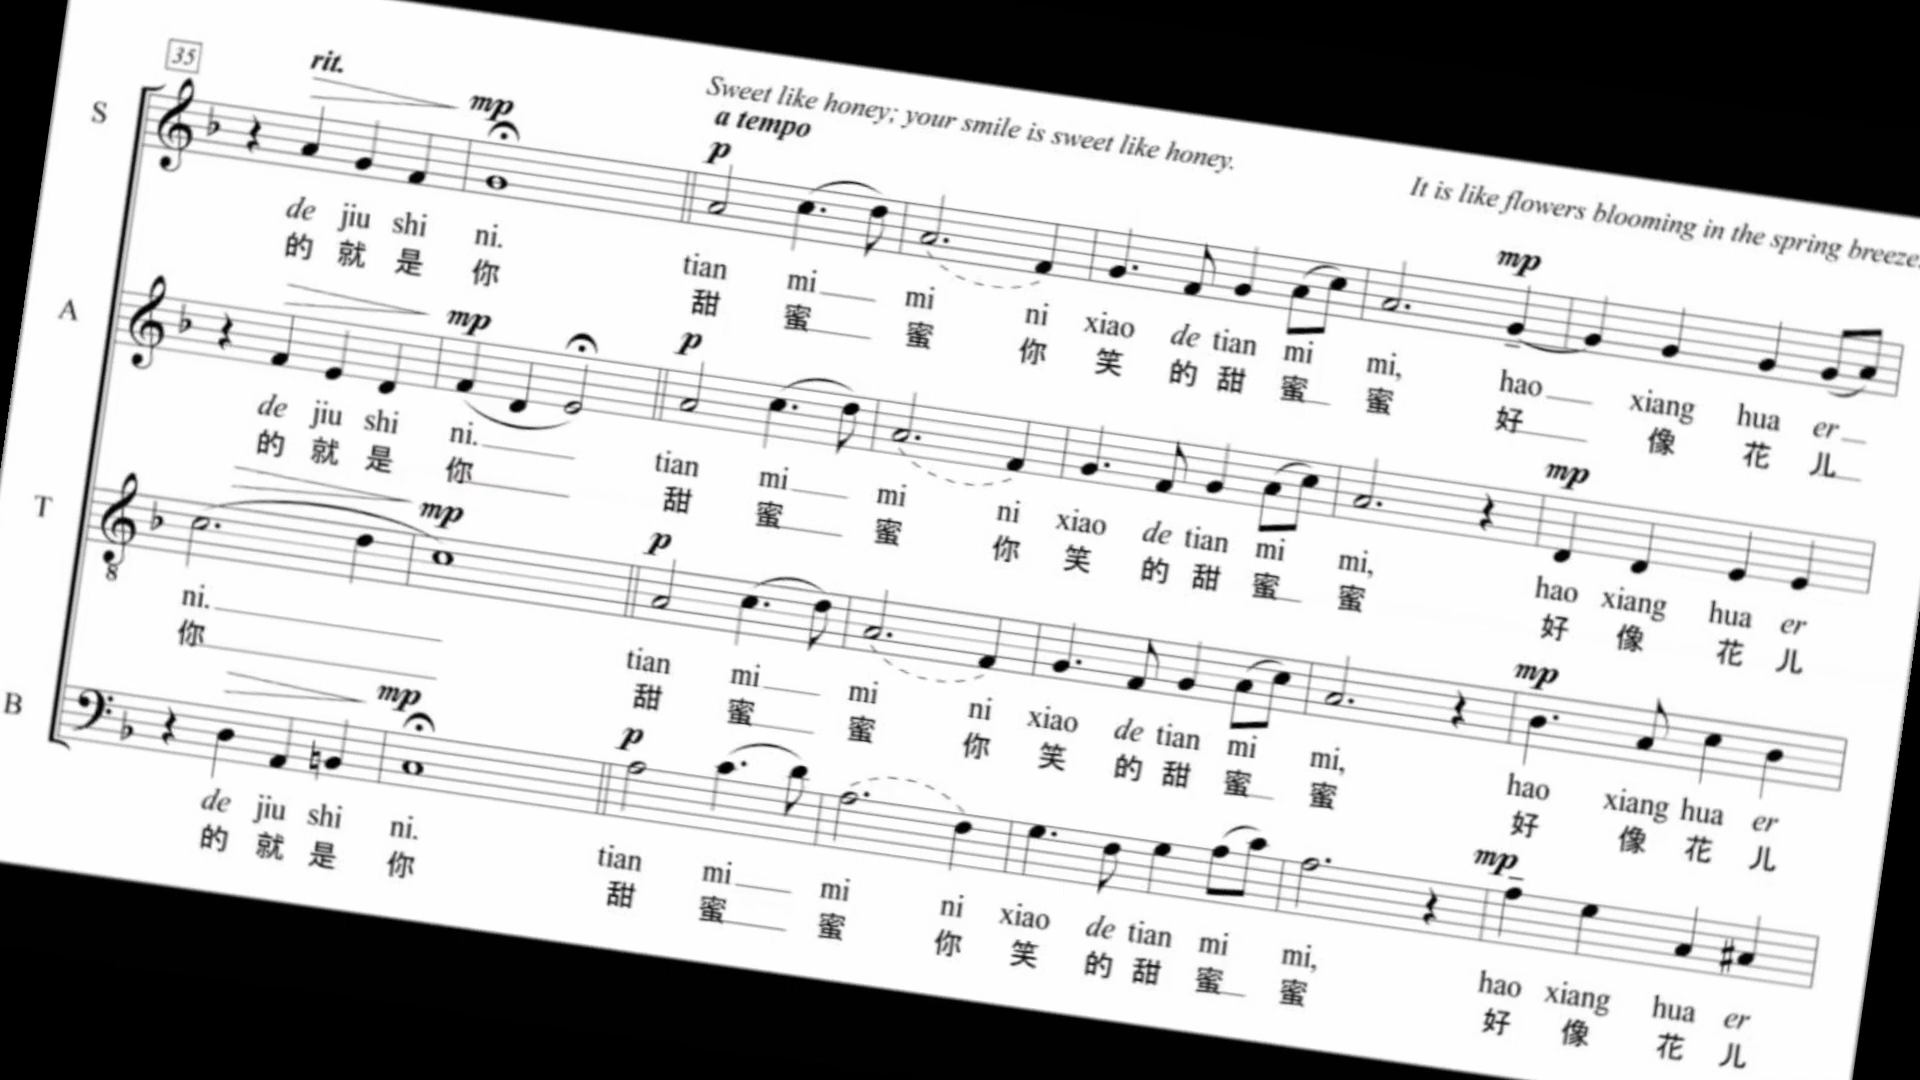 35
rit.
mp
Sweet like honey; your smile is sweet like honey.
a tempo
p
It is like flowers blooming in the spring breeze.
mp
S
de jiu shi ni. tian mi mi ni xiao de tian mi mi, hao xiang hua er
的 就 是 你 甜 蜜 蜜 你 笑 的 甜 蜜 蜜 好 像 花 儿
mp p mp
A
de jiu shi ni. tian mi mi ni xiao de tian mi mi, hao xiang hua er
的 就 是 你 甜 蜜 蜜 你 笑 的 甜 蜜 蜜 好 像 花 儿
mp p mp
T
8
ni. tian mi mi ni xiao de tian mi mi, hao xiang hua er
你 甜 蜜 蜜 你 笑 的 甜 蜜 蜜 好 像 花 儿
mp p mp
B
de jiu shi ni. tian mi mi ni xiao de tian mi mi, hao xiang hua er
的 就 是 你 甜 蜜 蜜 你 笑 的 甜 蜜 蜜 好 像 花 儿